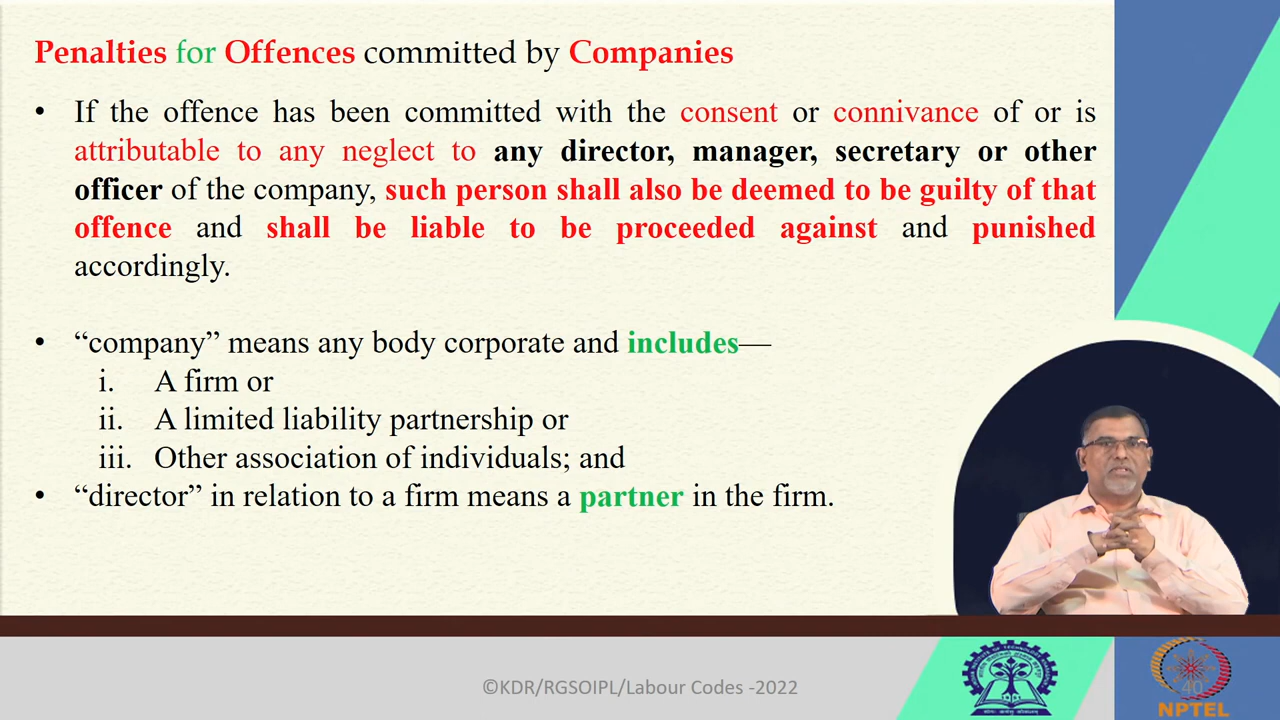 Penalties for Offences committed by Companies
• If the offence has been committed with the consent or connivance of or is
attributable to any neglect to any director, manager, secretary or other
officer of the company, such person shall also be deemed to be guilty of that
offence and shall be liable to be proceeded against and punished
accordingly.
• “company” means any body corporate and includes—
i. A firm or
ii. A limited liability partnership or
iii. Other association of individuals; and
• “director” in relation to a firm means a partner in the firm.
©KDR/RGSOIPL/Labour Codes -2022
40
NPTEL